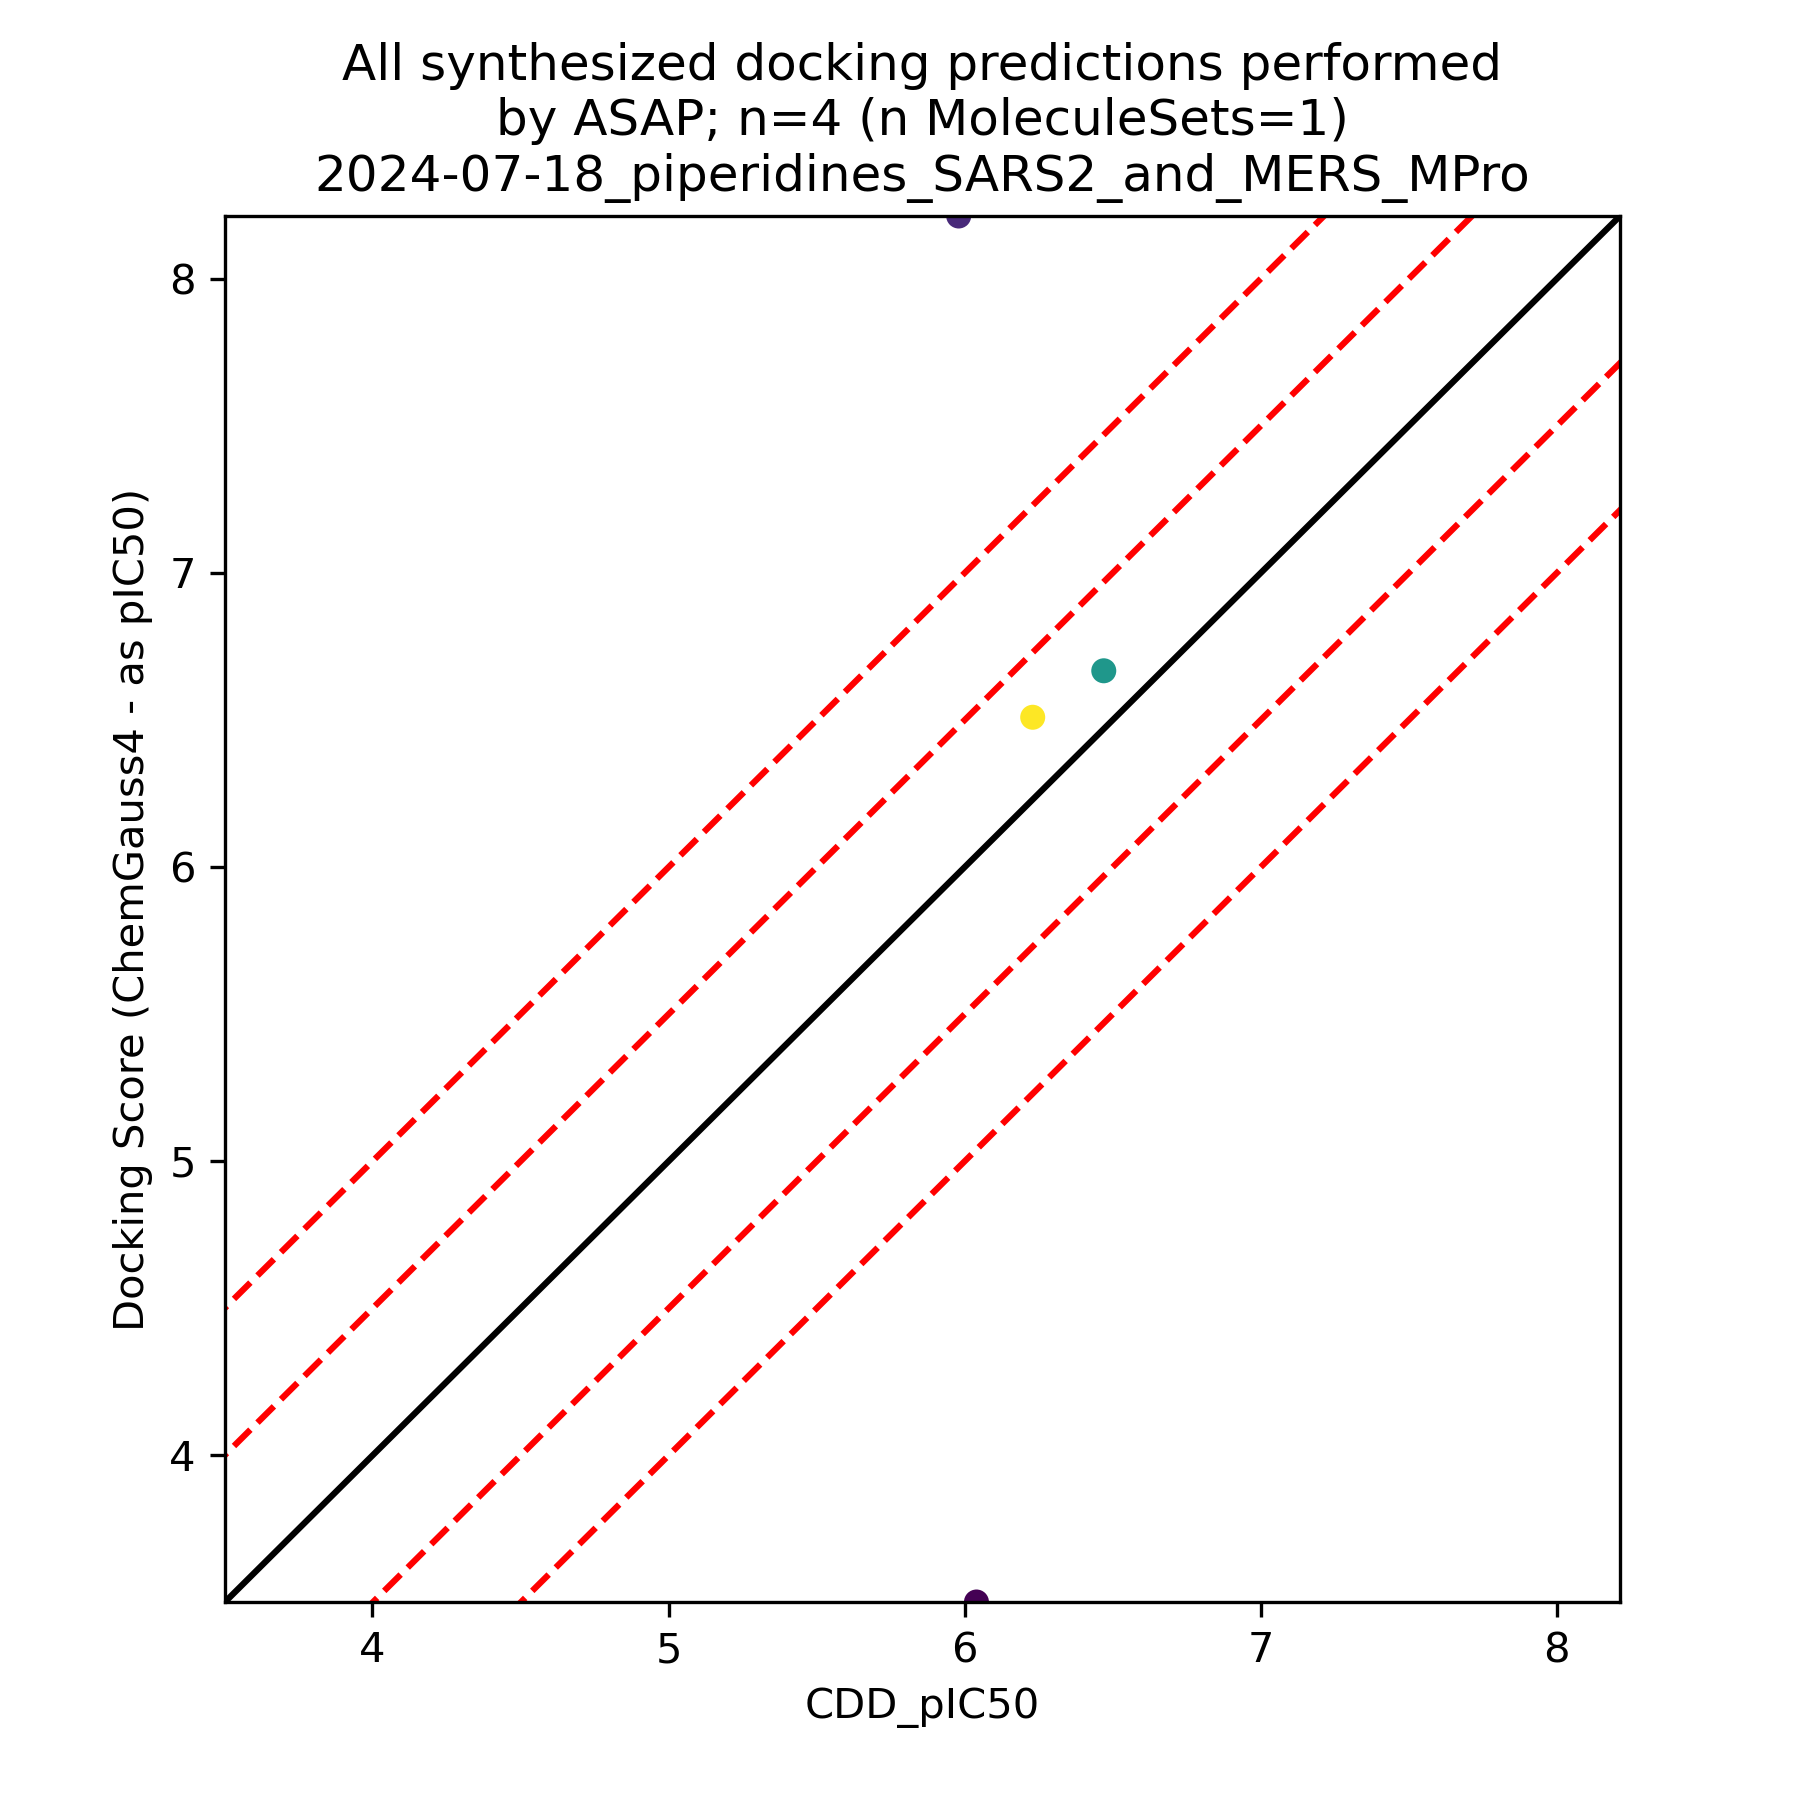 All synthesized docking predictions performed
by ASAP; n=4 (n MoleculeSets=1)
2024-07-18_piperidines_SARS2_and_MERS_MPro
Docking Score (ChemGauss4 - as pIC50)
8
7
6
5
4
4 5 6 7 8
CDD_pIC50